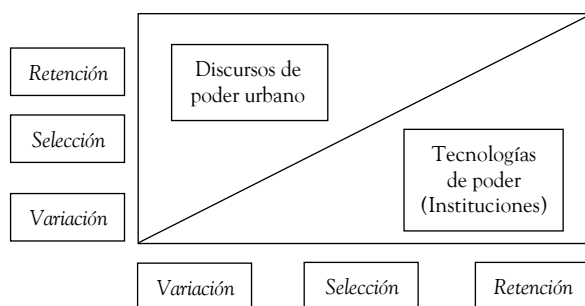 Retención
Selección
Variación
Discursos de
poder urbano
Tecnologías
de poder
(Instituciones)
Variación
Selección
Retención